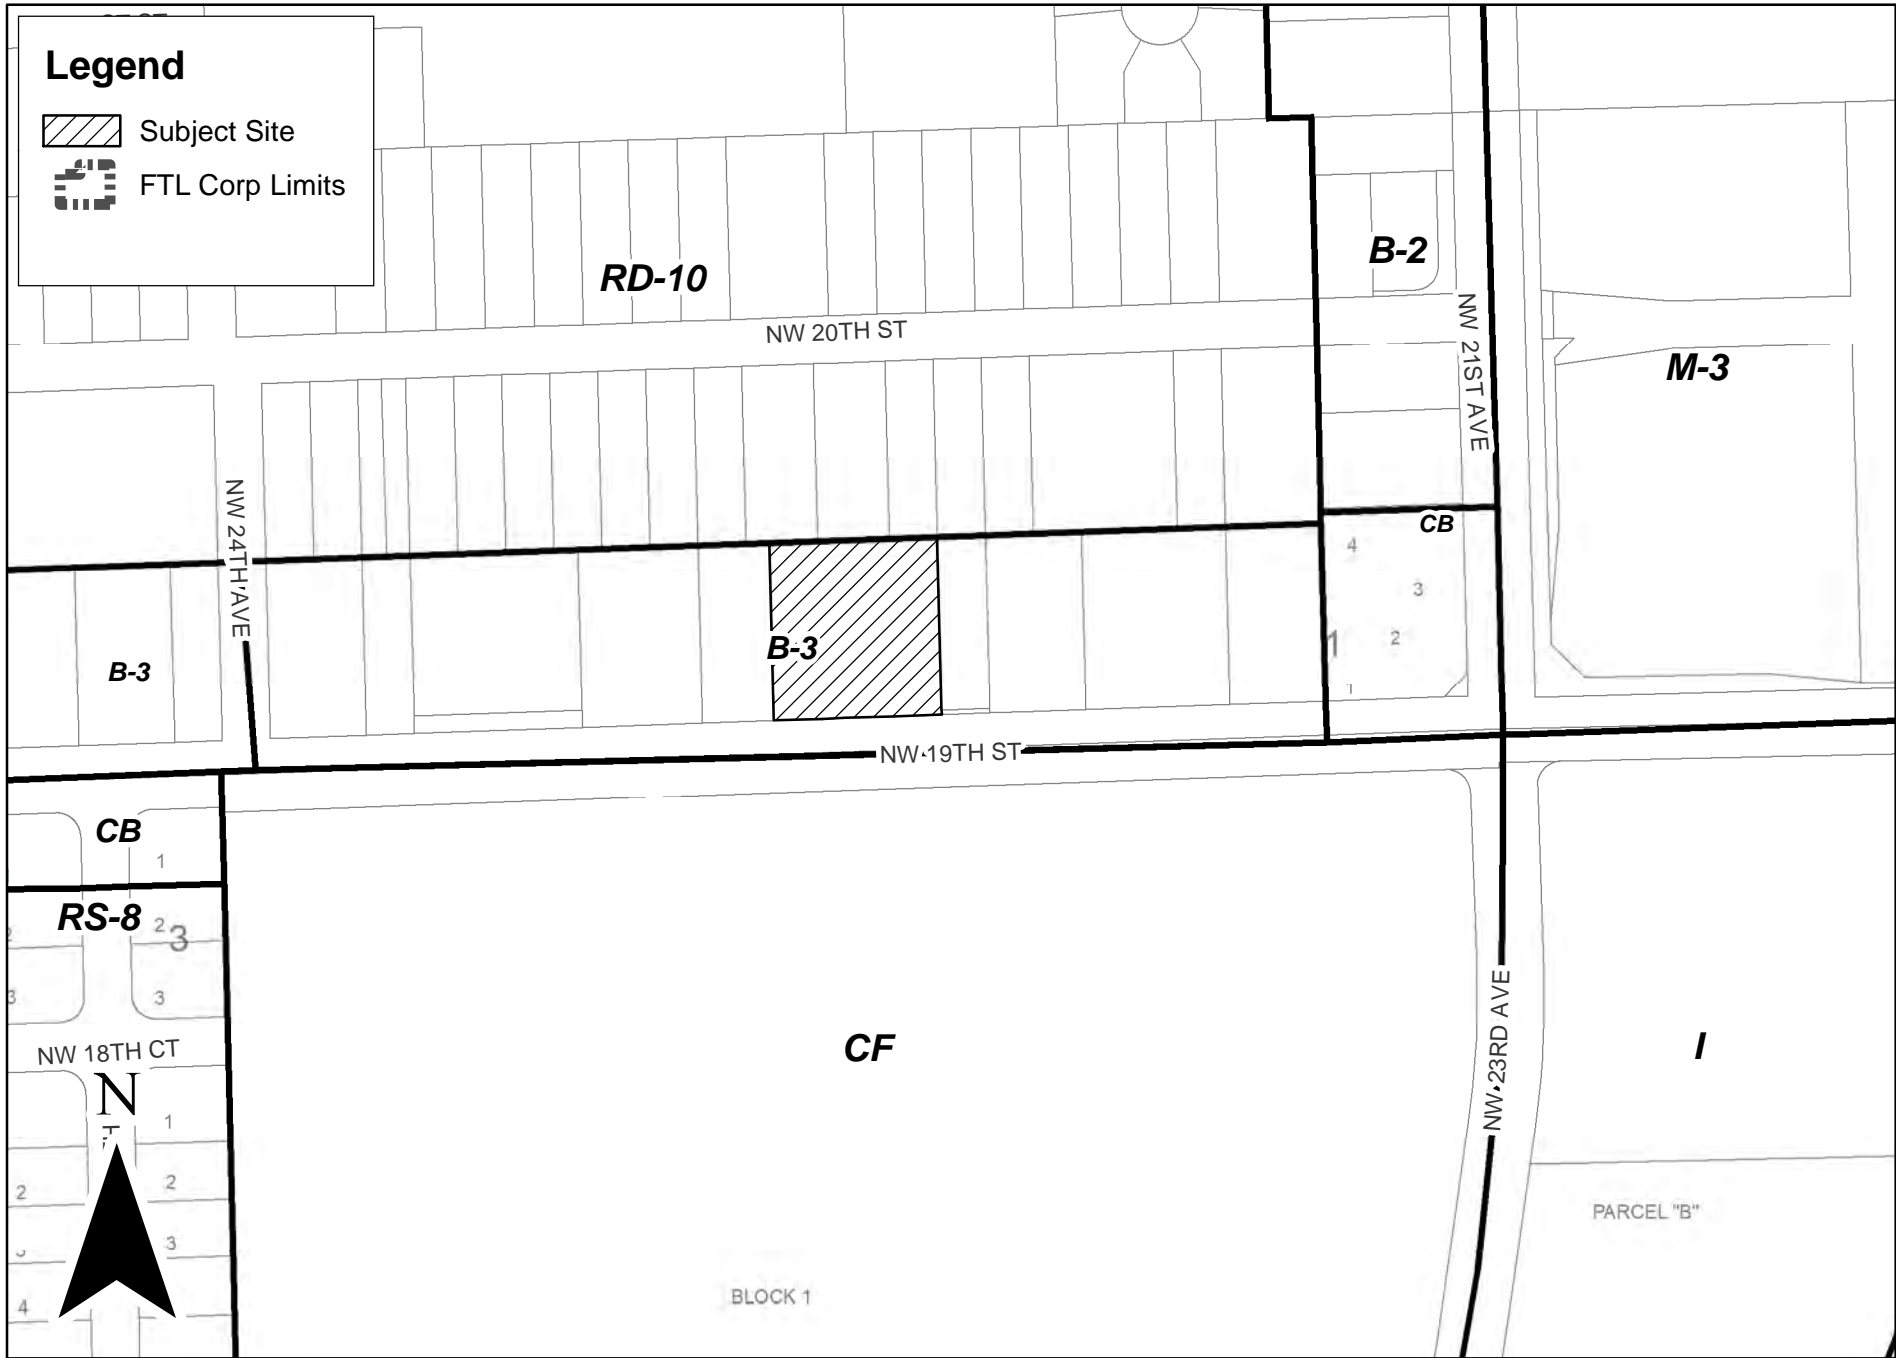 Legend
Subject Site
FTL Corp Limits
RD-10
B-2
NW 20TH ST
NW 21ST AVE
M-3
NW 24TH AVE
CB
4
3
B-3
1
2
B-3
1
NW 19TH ST
CB
1
RS-8
2
3
3
3
NW 18TH CT
CF
NW 23RD AVE
I
N
1
2
2
PARCEL "B"
3
BLOCK 1
4